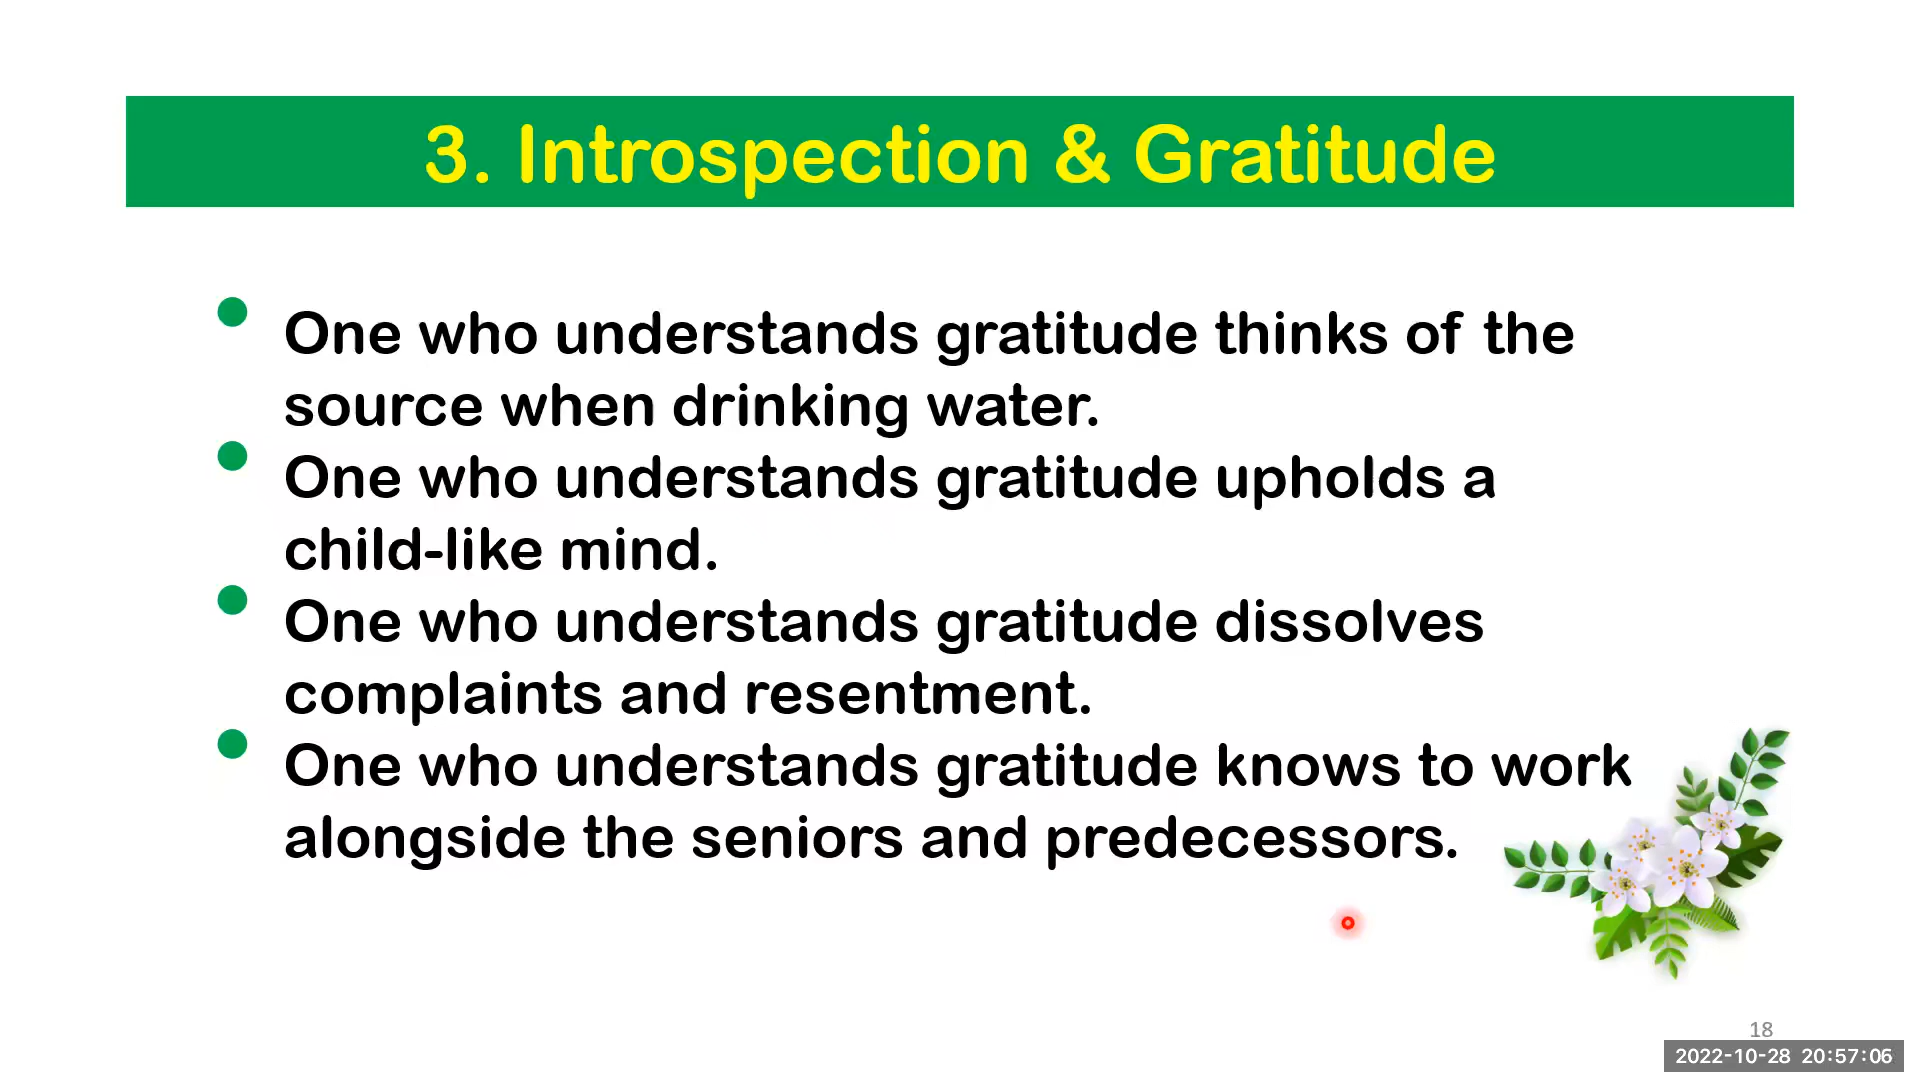 3. Introspection & Gratitude
• One who understands gratitude thinks of the
source when drinking water.
• One who understands gratitude upholds a
child-like mind.
• One who understands gratitude dissolves
complaints and resentment.
• One who understands gratitude knows to work
alongside the seniors and predecessors.
18
2022-10-28 20:57:06